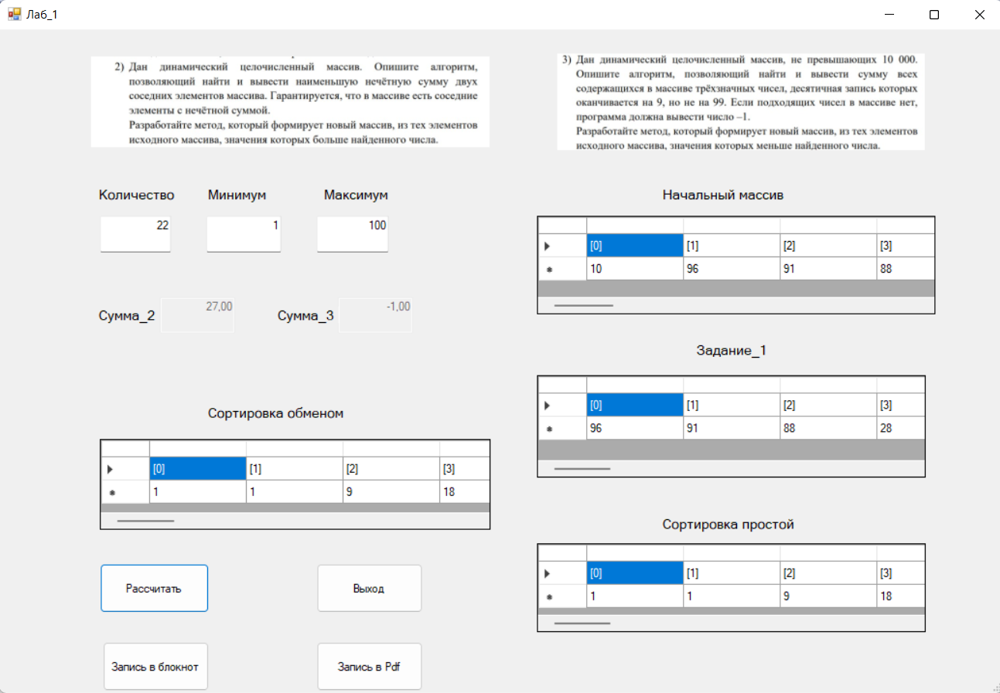 Лаб_1
2) Дан динамический целочисленный массив. Опишите алгоритм,
позволяющий найти и вывести наименьшую нечётную сумму двух
соседних элементов массива. Гарантируется, что в массиве есть соседние
элементы с нечётной суммой.
Разработайте метод, который формирует новый массив, из тех элементов
исходного массива, значения которых больше найденного числа.
3) Дан динамический целочисленный массив, не превышающих 10 000.
Опишите алгоритм, позволяющий найти и вывести сумму всех
содержащихся в массиве трёхзначных чисел, десятичная запись которых
оканчивается на 9, но не на 99. Если подходящих чисел в массиве нет,
программа должна вывести число –1.
Разработайте метод, который формирует новый массив, из тех элементов
исходного массива, значения которых меньше найденного числа.
Количество Минимум Максимум
22 1 100
Сумма_2 27,00 Сумма_3 -1,00
Начальный массив
[0] [1] [2] [3]
10 96 91 88
Задание_1
[0] [1] [2] [3]
96 91 88 28
Сортировка обменом
[0] [1] [2] [3]
1 1 9 18
Сортировка простой
[0] [1] [2] [3]
1 1 9 18
Рассчитать Выход
Запись в блокнот Запись в Pdf